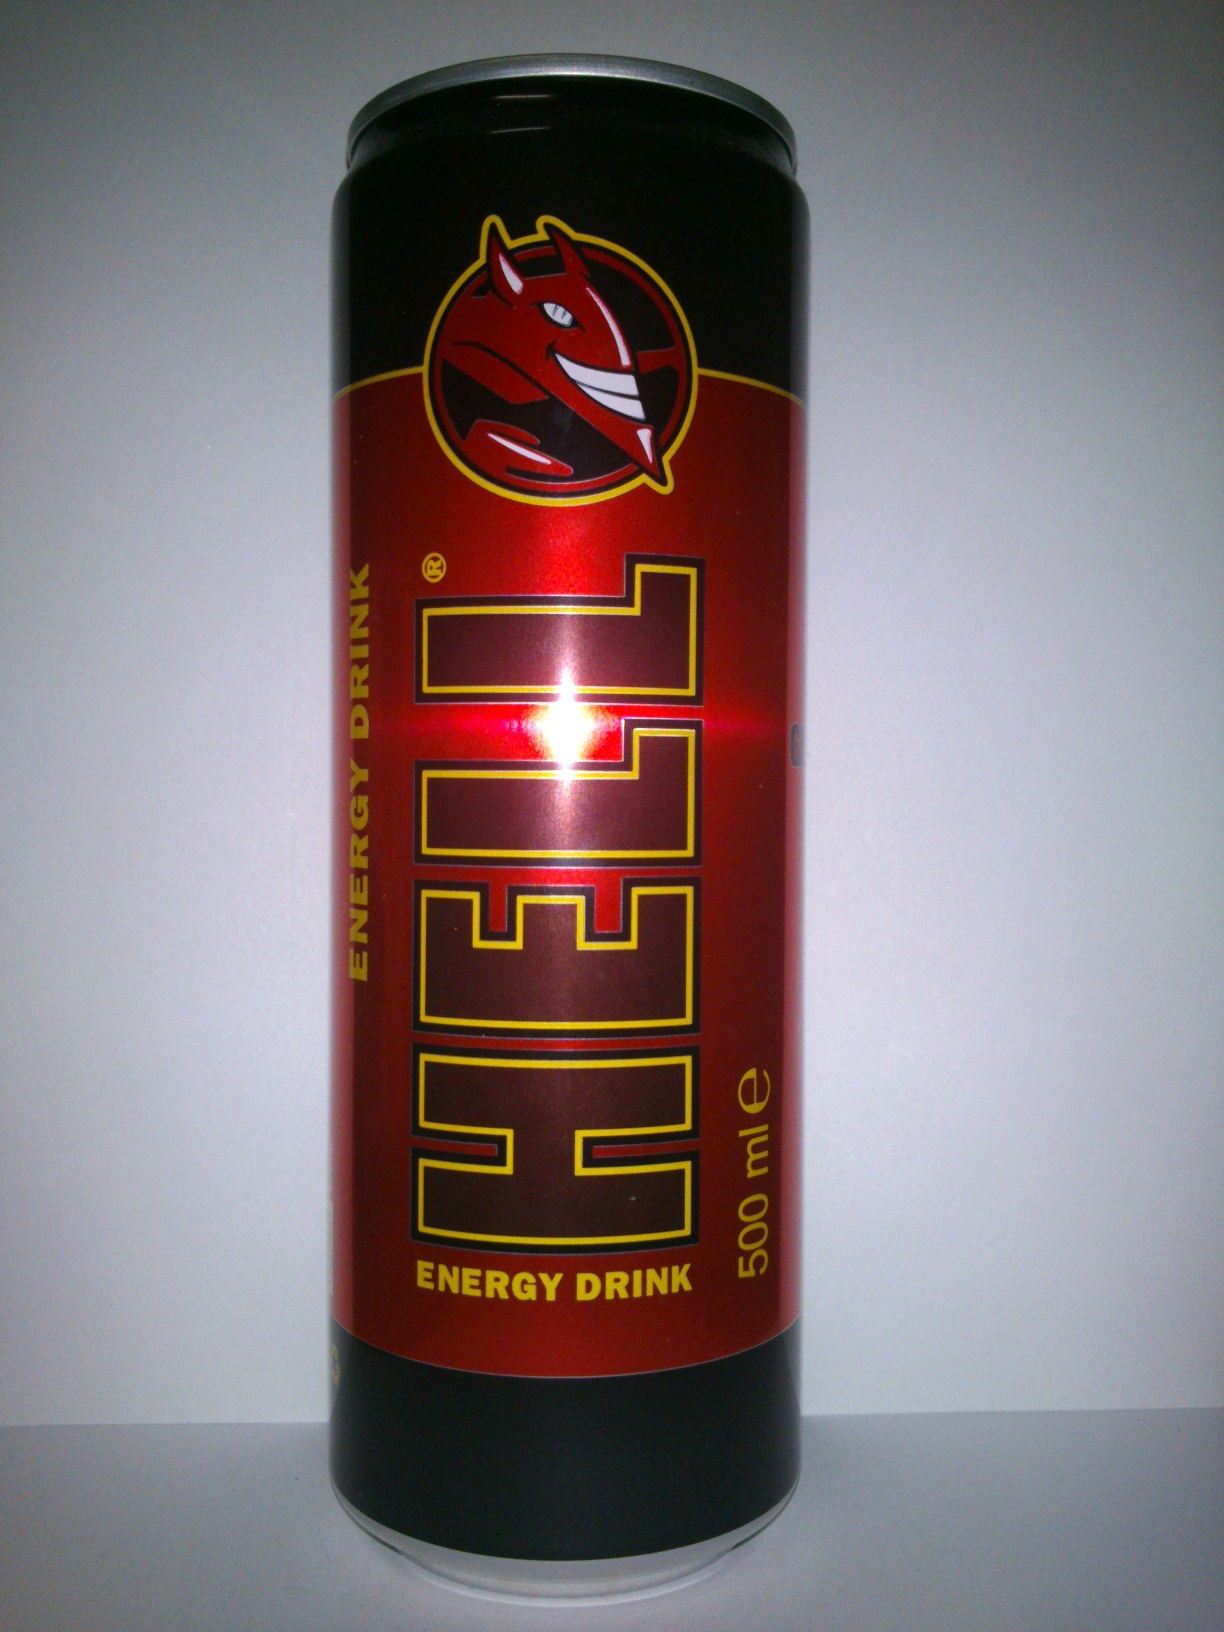 ENERGY DRINK
HELL®
ENERGY DRINK
500 ml e